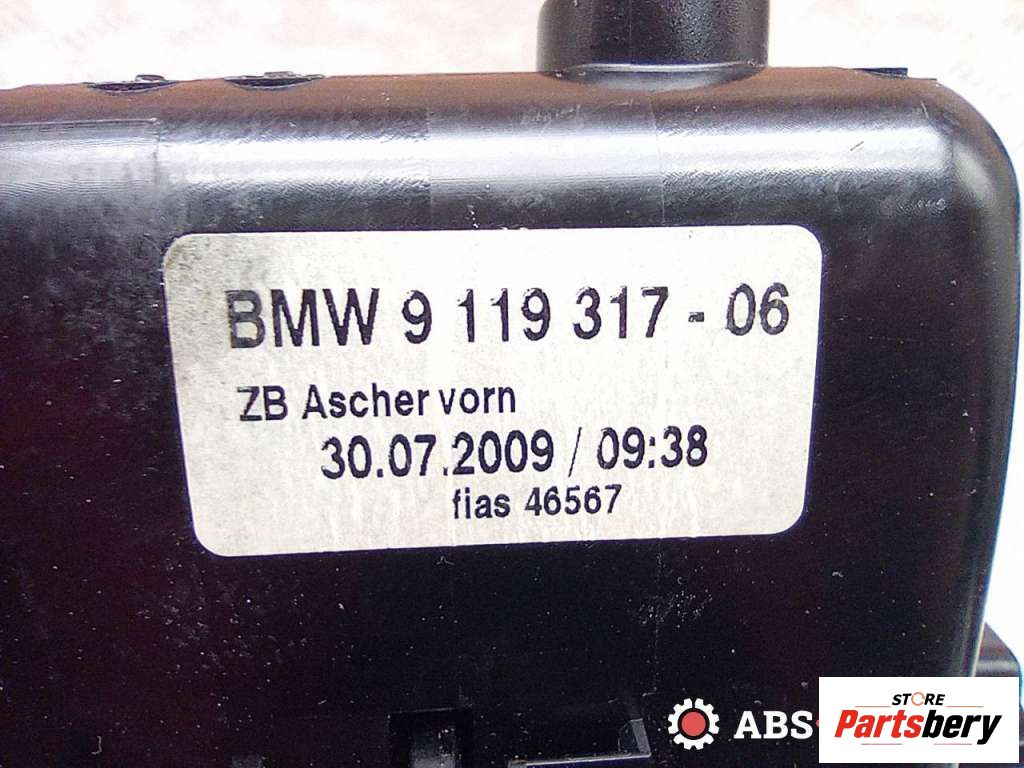 BMW 9 119 317 - 06
ZB Ascher vorn
30.07.2009 / 09:38
fias 46567
ABS-
STORE
Partsbery